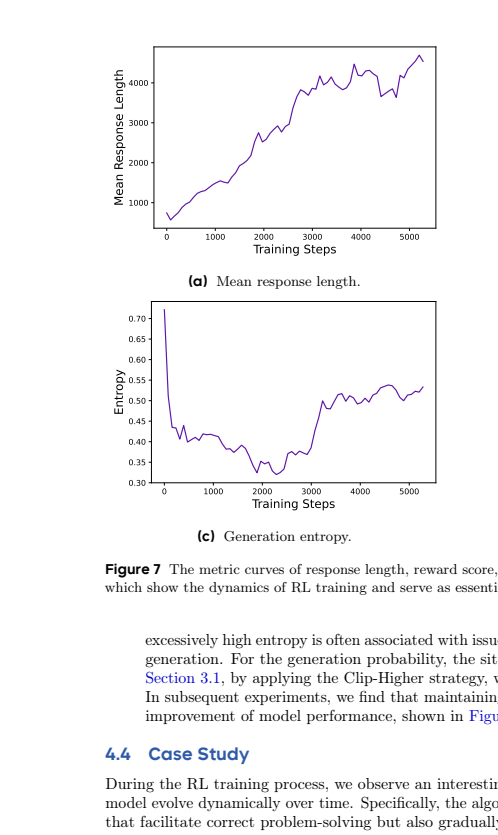 4000
3000
2000
1000
Mean Response Length
0 1000 2000 3000 4000 5000
Training Steps
(a) Mean response length.
0.70
0.65
0.60
0.55
0.50
0.45
0.40
0.35
0.30
Entropy
0 1000 2000 3000 4000 5000
Training Steps
(c) Generation entropy.
Figure 7 The metric curves of response length, reward score,
which show the dynamics of RL training and serve as essenti
excessively high entropy is often associated with issu
generation. For the generation probability, the sit
Section 3.1, by applying the Clip-Higher strategy, w
In subsequent experiments, we find that maintaining
improvement of model performance, shown in Figu
4.4 Case Study
During the RL training process, we observe an interestin
model evolve dynamically over time. Specifically, the algo
that facilitate correct problem-solving but also gradually